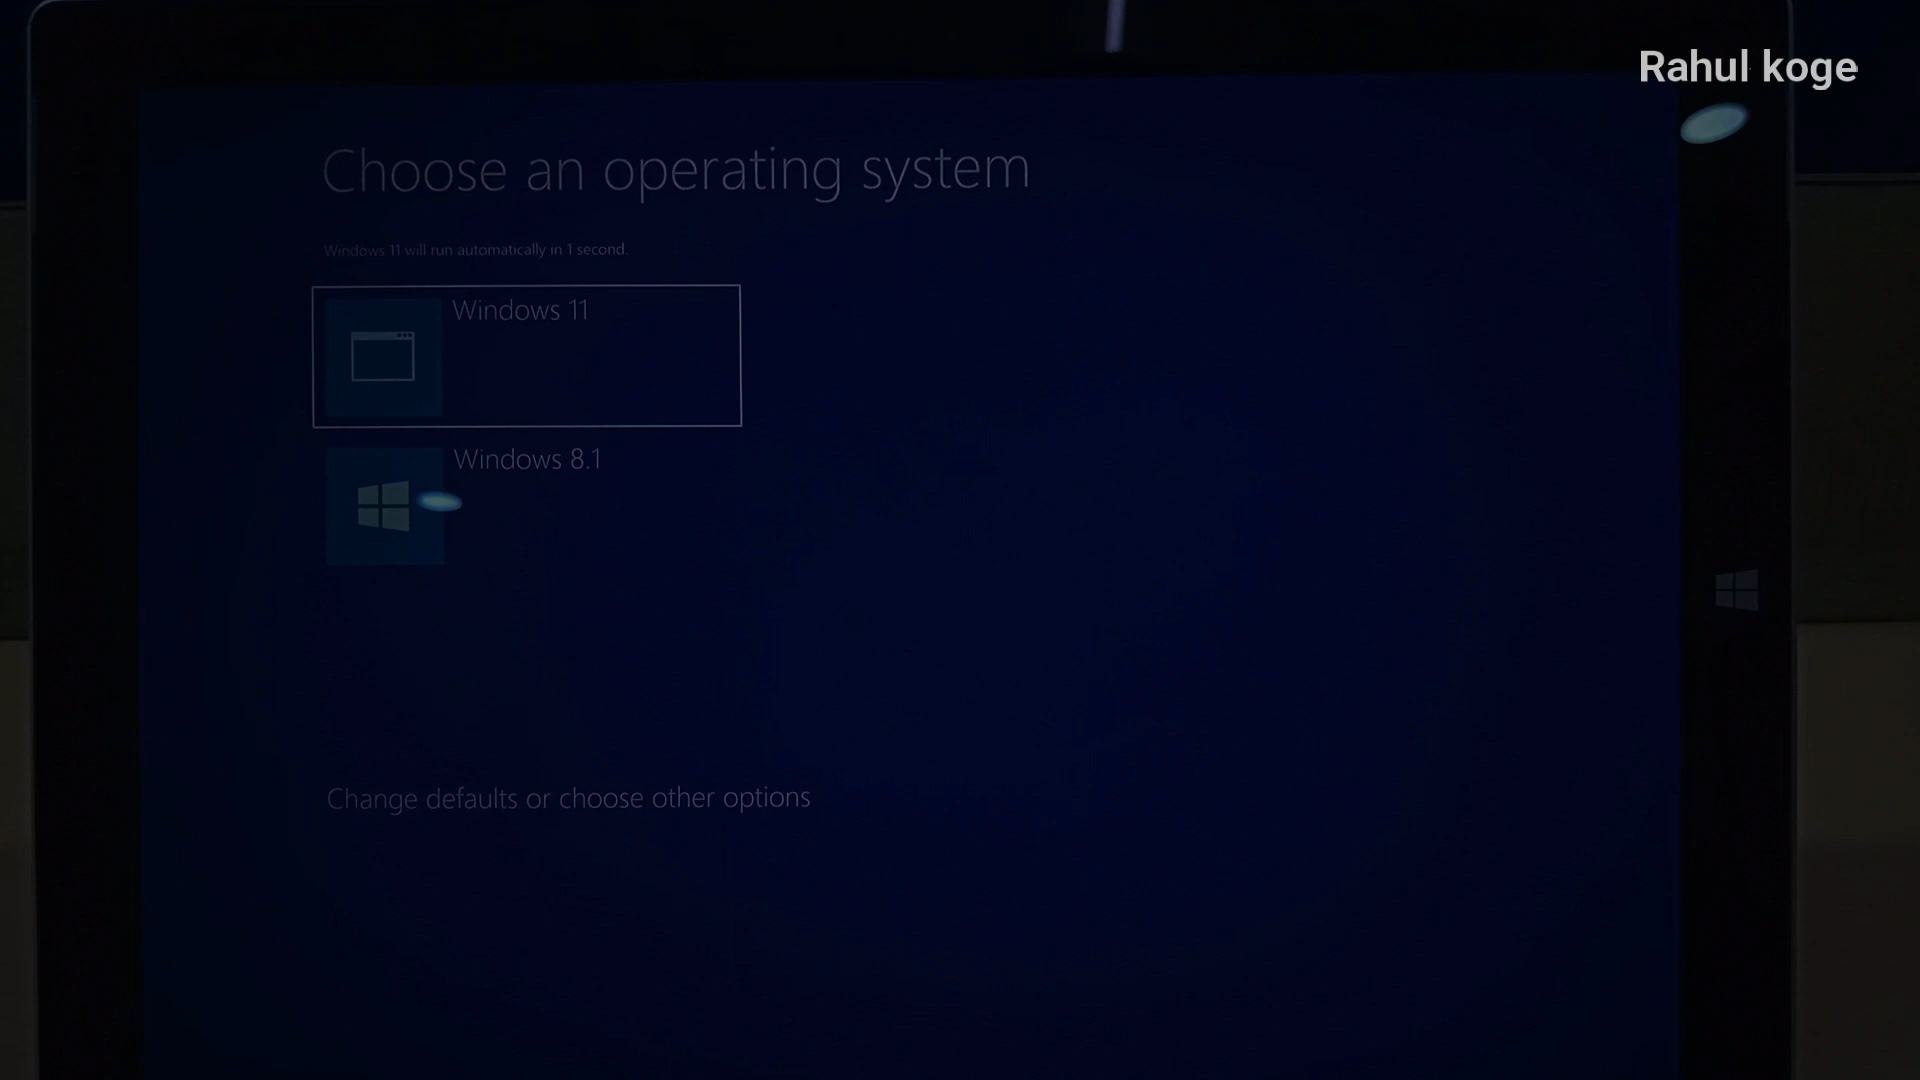 Rahul koge
Choose an operating system
Windows 11 will run automatically in 1 second.
Windows 11
Windows 8.1
Change defaults or choose other options